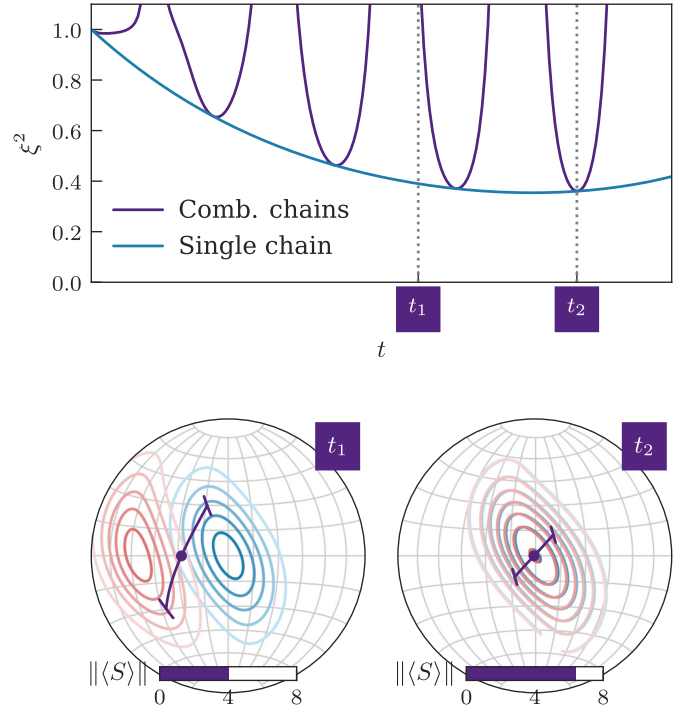 1.0
0.8
0.6
0.4
0.2
0.0
ξ²
Comb. chains
Single chain
t₁ t₂
t
t₁ t₂
‖⟨S⟩‖ ‖⟨S⟩‖
0 4 8 0 4 8